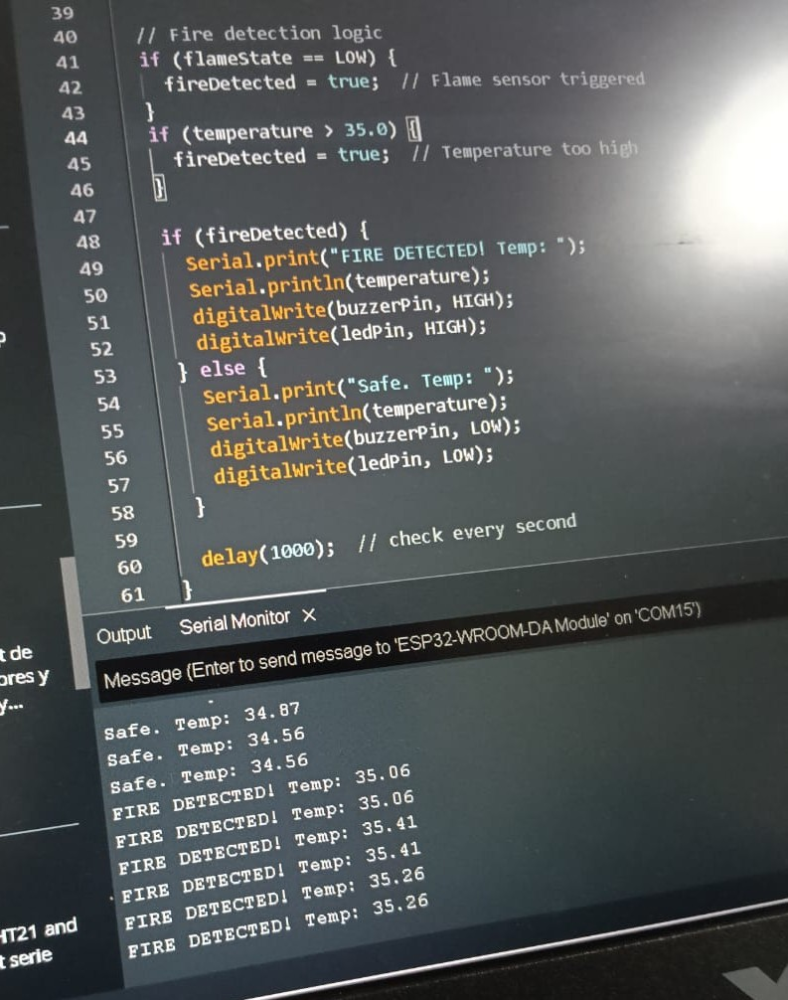 39
40 // Fire detection logic
41 if (flameState == LOW) {
42 fireDetected = true; // Flame sensor triggered
43 }
44 if (temperature > 35.0) {
45 fireDetected = true; // Temperature too high
46 }
47
48 if (fireDetected) {
49 Serial.print("FIRE DETECTED! Temp: ");
50 Serial.println(temperature);
51 digitalWrite(buzzerPin, HIGH);
52 digitalWrite(ledPin, HIGH);
53 } else {
54 Serial.print("Safe. Temp: ");
55 Serial.println(temperature);
56 digitalWrite(buzzerPin, LOW);
57 digitalWrite(ledPin, LOW);
58 }
59
60 delay(1000); // check every second
61 }
Output Serial Monitor X
Message (Enter to send message to 'ESP32-WROOM-DA Module' on 'COM15')
Safe. Temp: 34.87
Safe. Temp: 34.56
Safe. Temp: 34.56
FIRE DETECTED! Temp: 35.06
FIRE DETECTED! Temp: 35.06
FIRE DETECTED! Temp: 35.41
FIRE DETECTED! Temp: 35.41
FIRE DETECTED! Temp: 35.26
FIRE DETECTED! Temp: 35.26
t de
ores y
y...
HT21 and
t serie